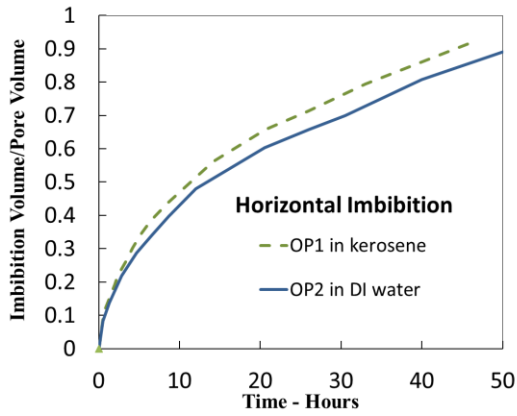 1
0.9
0.8
0.7
0.6
0.5
0.4
0.3
0.2
0.1
0
Imbibition Volume/Pore Volume
Horizontal Imbibition
OP1 in kerosene
OP2 in DI water
0 10 20 30 40 50
Time - Hours